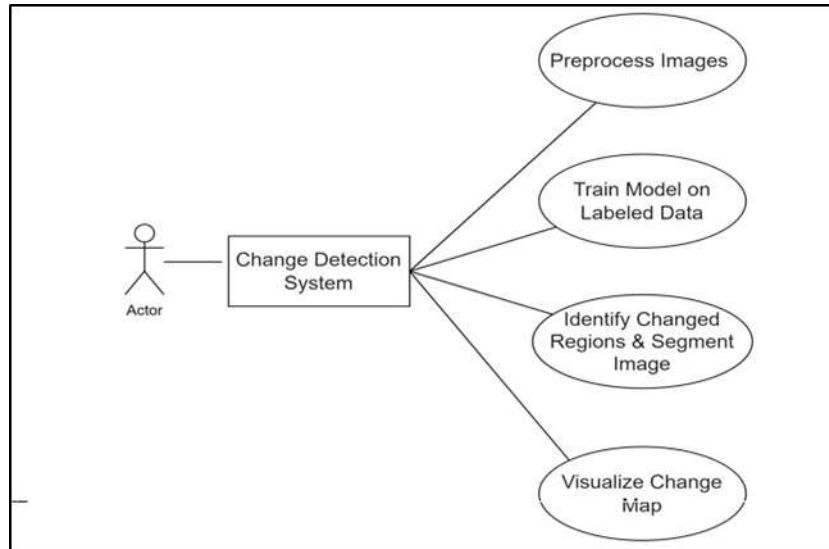 Preprocess Images
Train Model on
Labeled Data
Change Detection
System
Actor
Identify Changed
Regions & Segment
Image
Visualize Change
Map